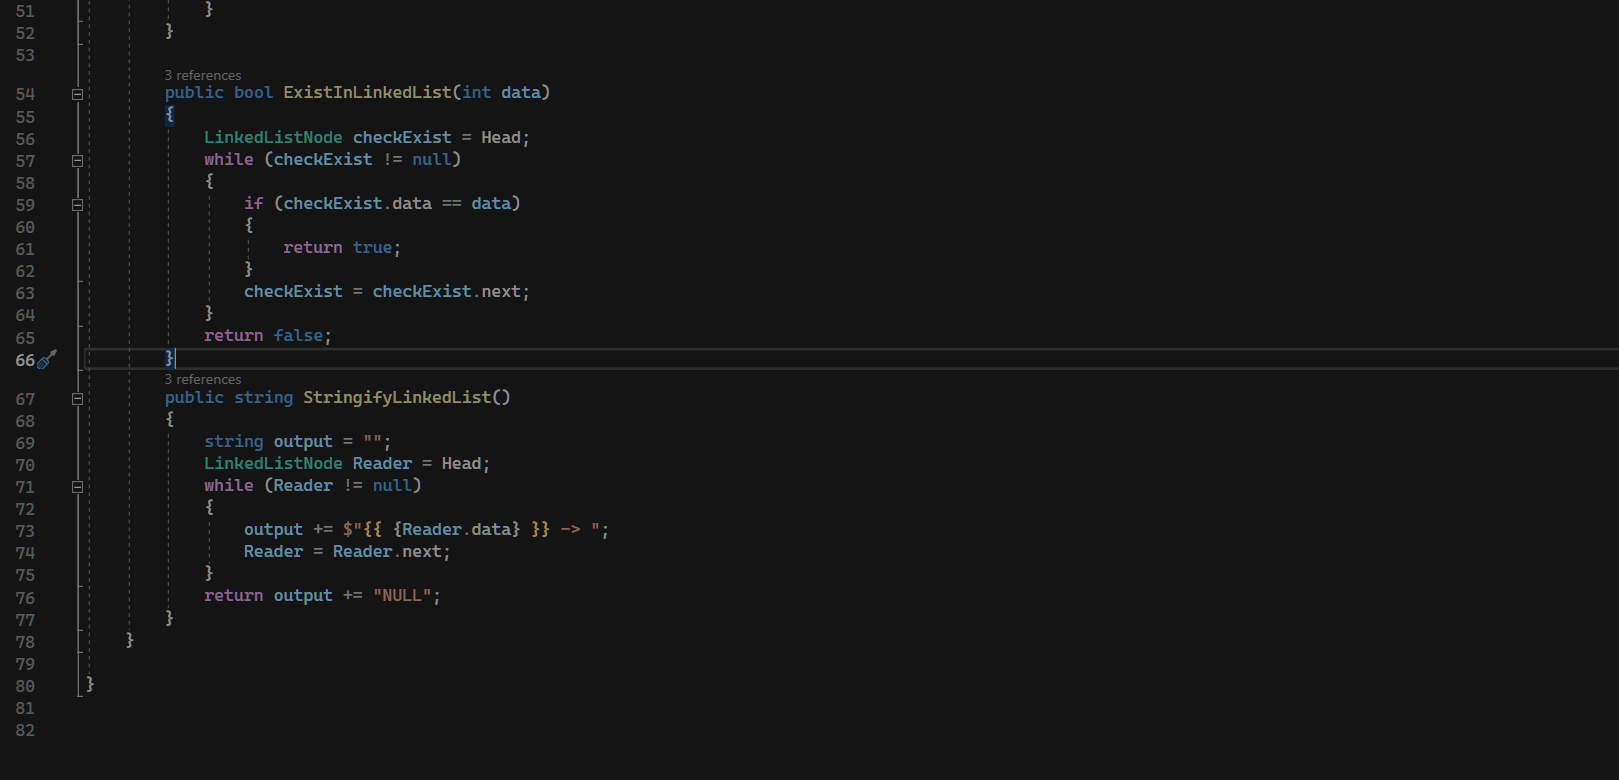 51 }
52 }
53
3 references
54 public bool ExistInLinkedList(int data)
55 {
56 LinkedListNode checkExist = Head;
57 while (checkExist != null)
58 {
59 if (checkExist.data == data)
60 {
61 return true;
62 }
63 checkExist = checkExist.next;
64 }
65 return false;
66 }
3 references
67 public string StringifyLinkedList()
68 {
69 string output = "";
70 LinkedListNode Reader = Head;
71 while (Reader != null)
72 {
73 output += $"{{ {Reader.data} }} -> ";
74 Reader = Reader.next;
75 }
76 return output += "NULL";
77 }
78 }
79
80 }
81
82